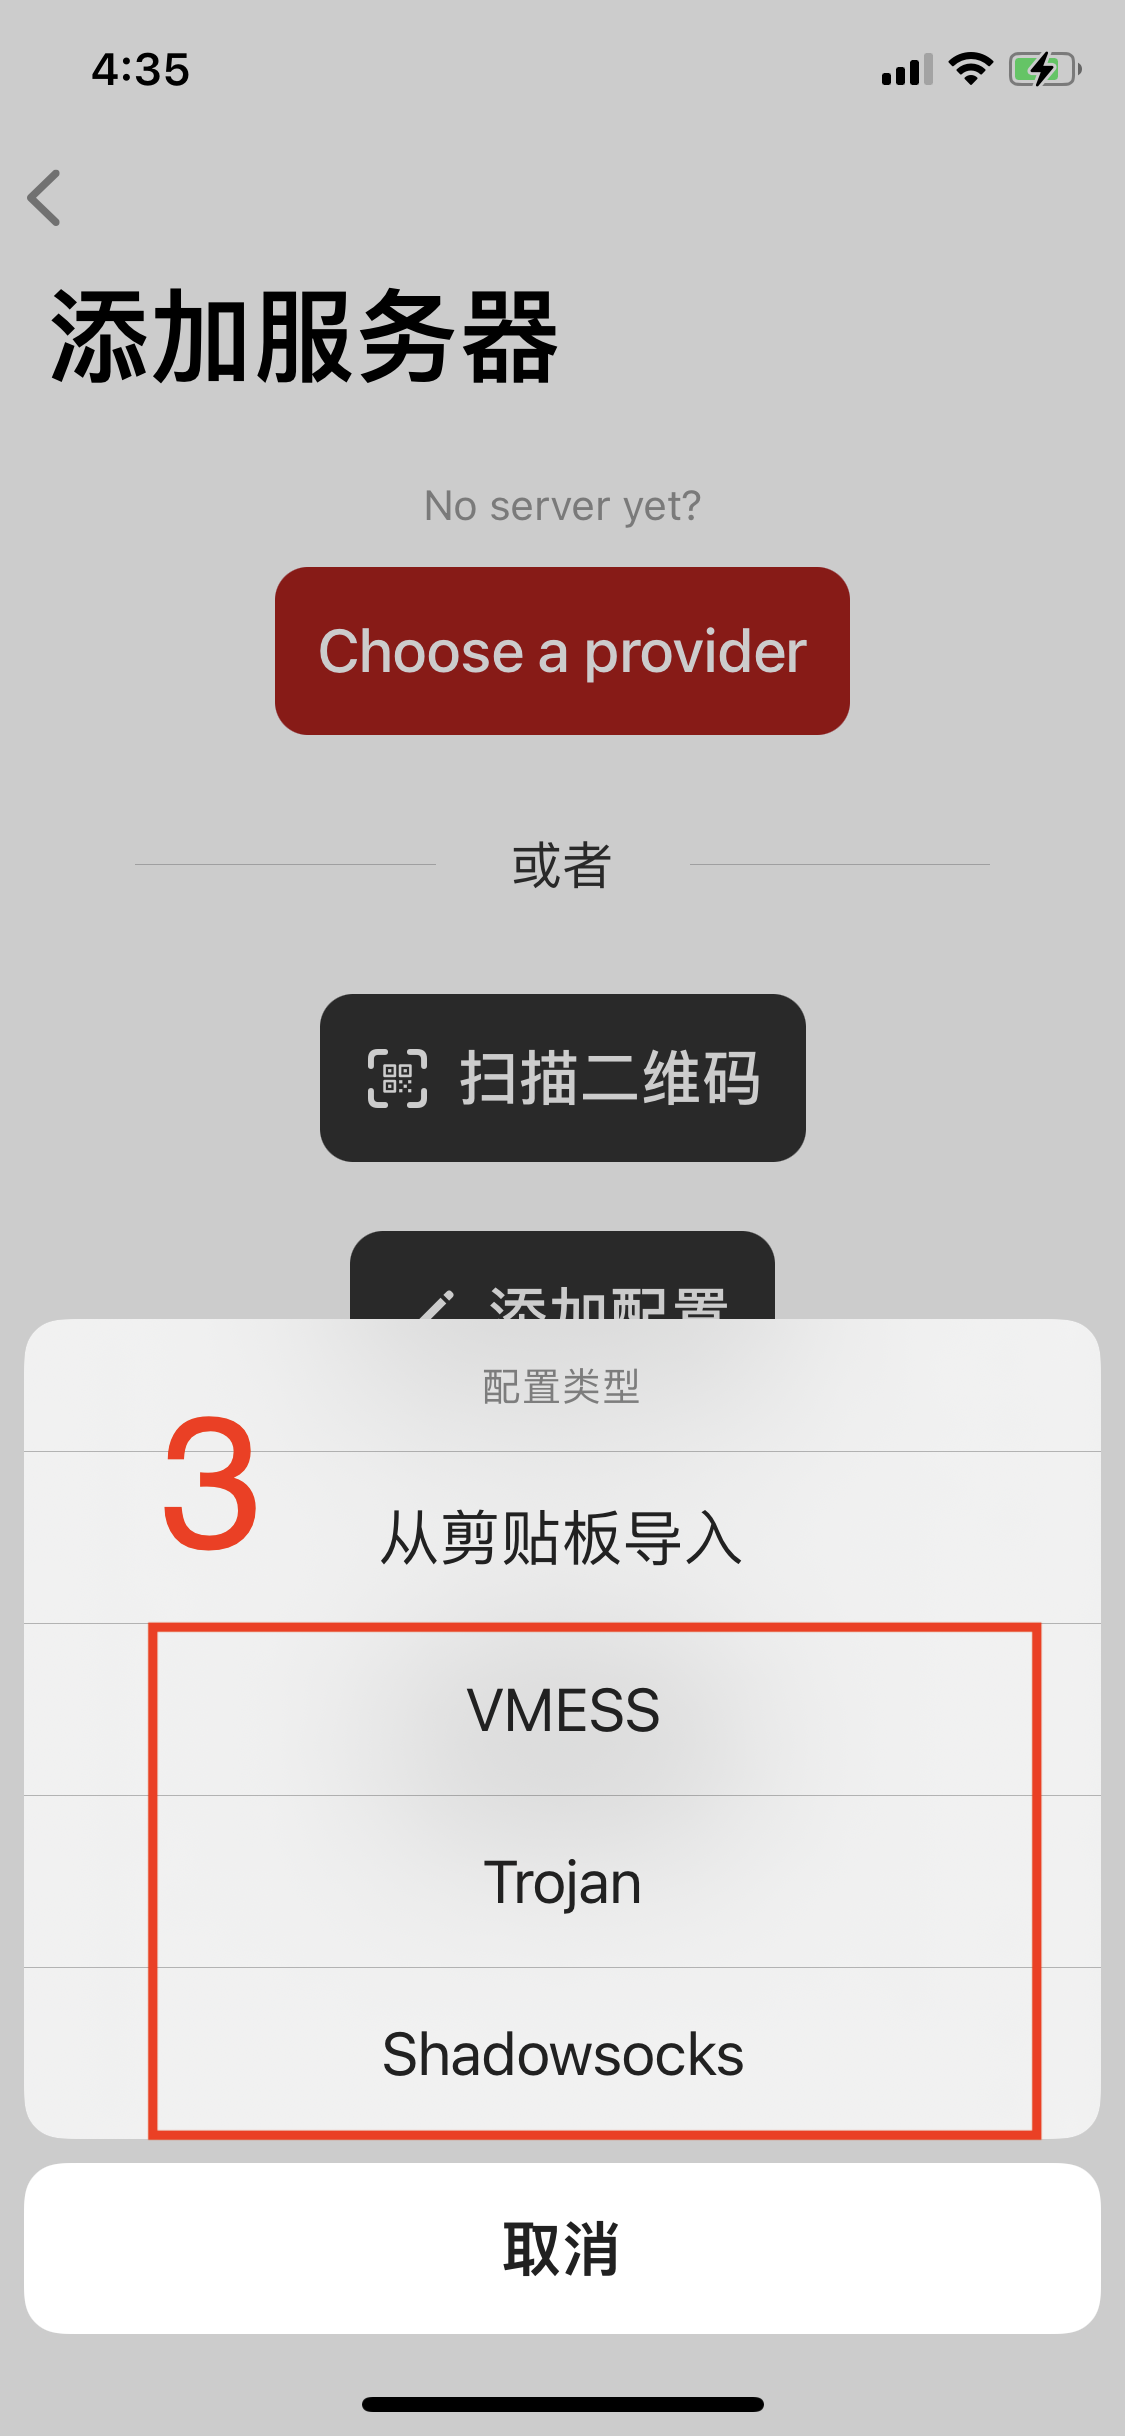 4:35
添加服务器
No server yet?
Choose a provider
或者
扫描二维码
添加配置
配置类型
3
从剪贴板导入
VMESS
Trojan
Shadowsocks
取消